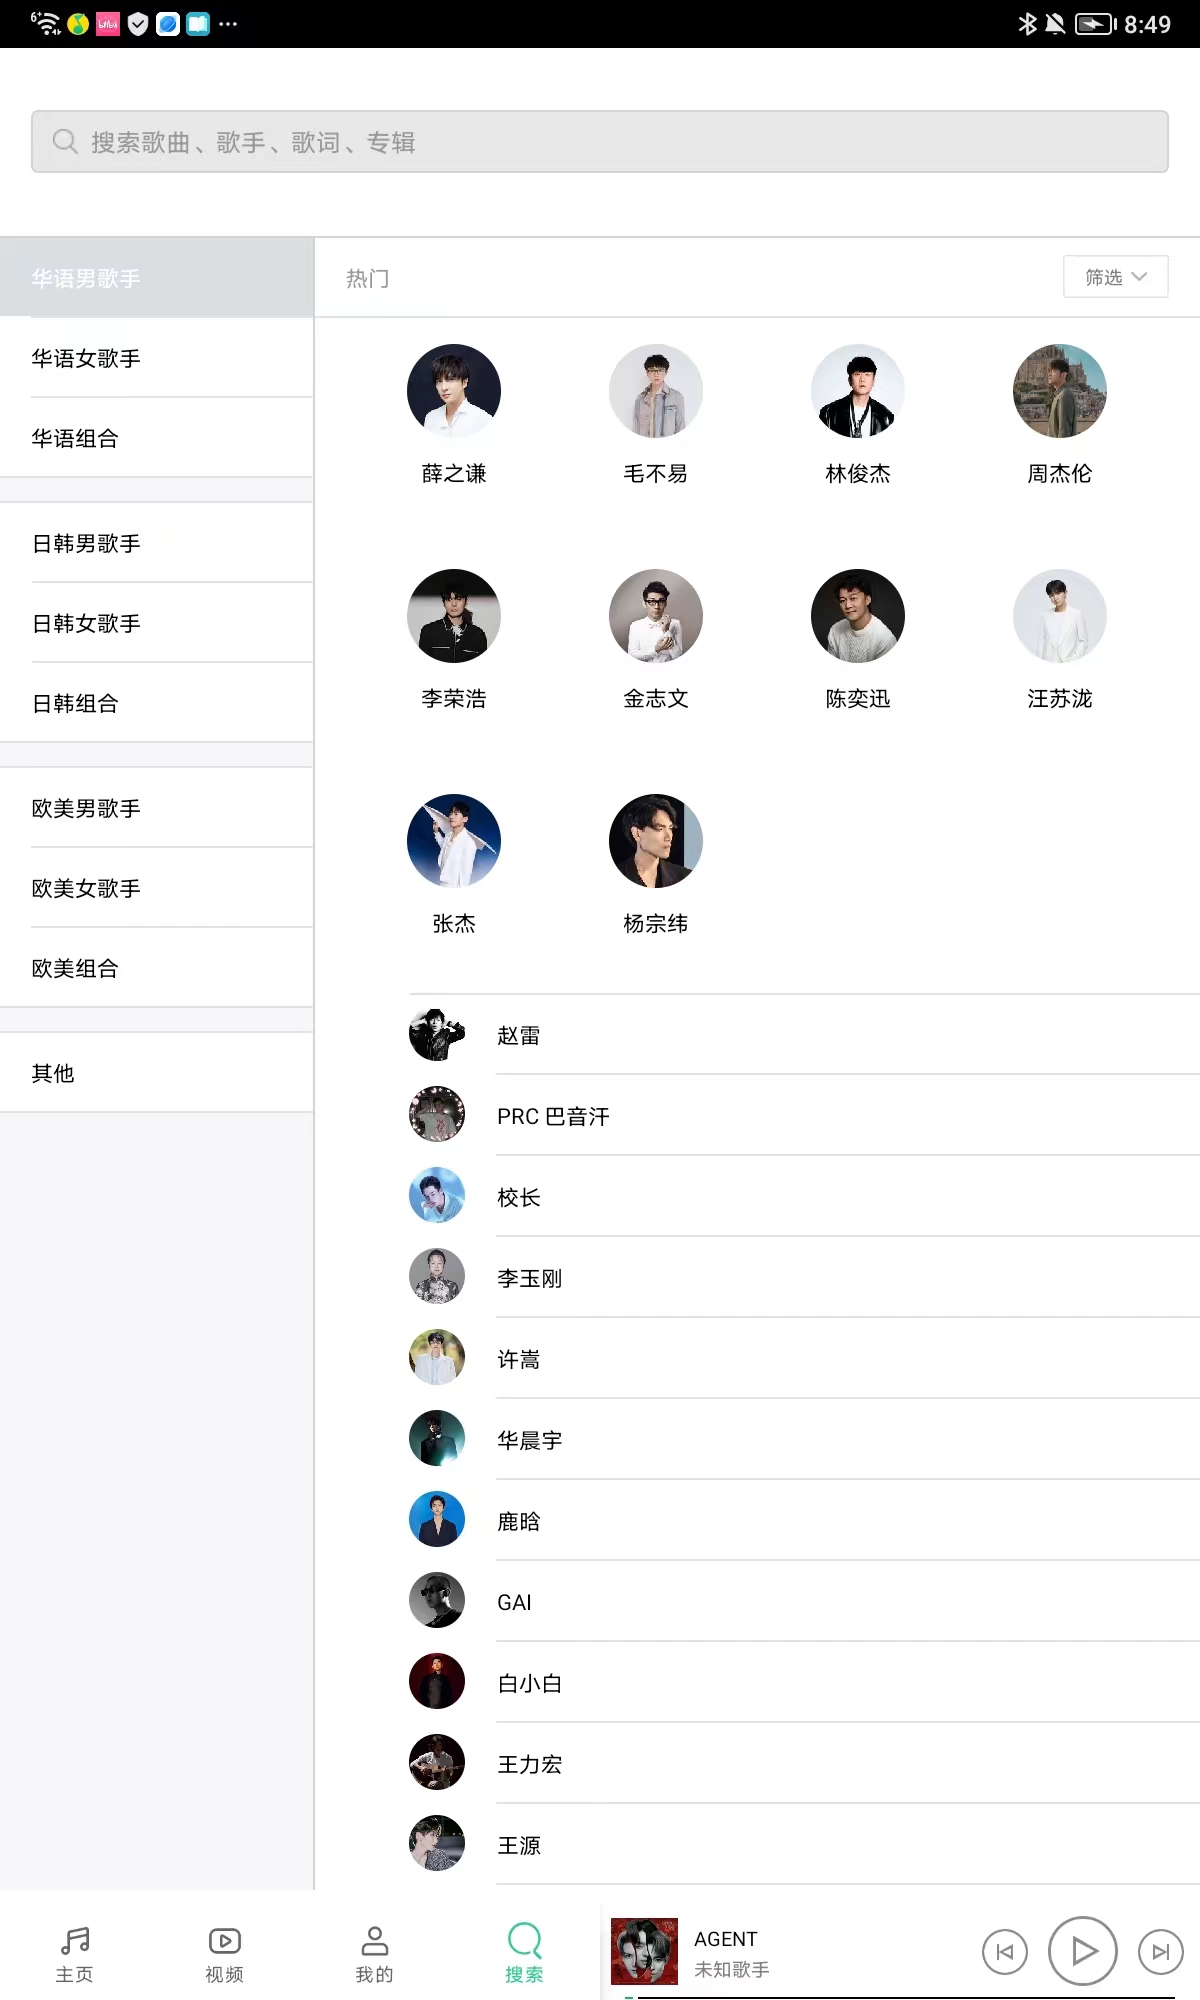 8:49
搜索歌曲、歌手、歌词、专辑
华语男歌手
华语女歌手
华语组合
日韩男歌手
日韩女歌手
日韩组合
欧美男歌手
欧美女歌手
欧美组合
其他
热门
筛选
薛之谦
毛不易
林俊杰
周杰伦
李荣浩
金志文
陈奕迅
汪苏泷
张杰
杨宗纬
赵雷
PRC 巴音汗
校长
李玉刚
许嵩
华晨宇
鹿晗
GAI
白小白
王力宏
王源
主页
视频
我的
搜索
AGENT
未知歌手